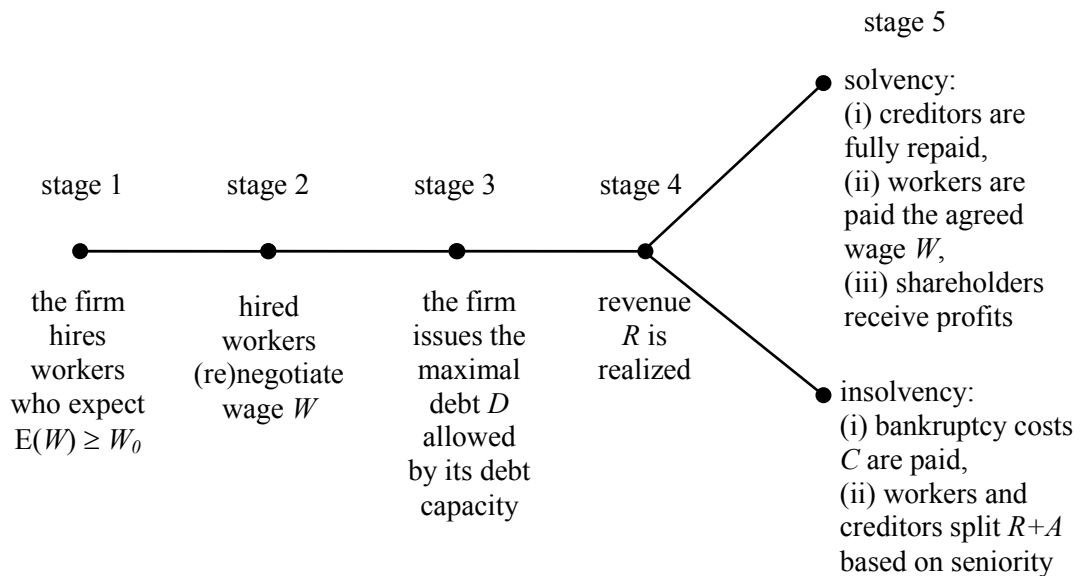 stage 5
solvency:
(i) creditors are
fully repaid,
(ii) workers are
paid the agreed
wage W,
(iii) shareholders
receive profits
stage 1
stage 2
stage 3
stage 4
the firm
hires
workers
who expect
E(W) ≥ W₀
hired
workers
(re)negotiate
wage W
the firm
issues the
maximal
debt D
allowed
by its debt
capacity
revenue
R is
realized
insolvency:
(i) bankruptcy costs
C are paid,
(ii) workers and
creditors split R+A
based on seniority